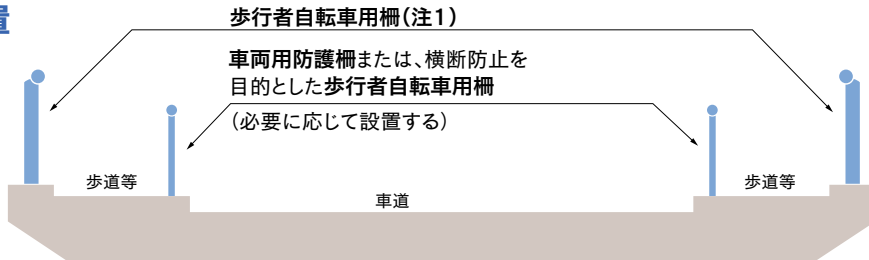 置
歩行者自転車用柵(注1)
車両用防護柵または、横断防止を
目的とした歩行者自転車用柵
(必要に応じて設置する)
歩道等
車道
歩道等